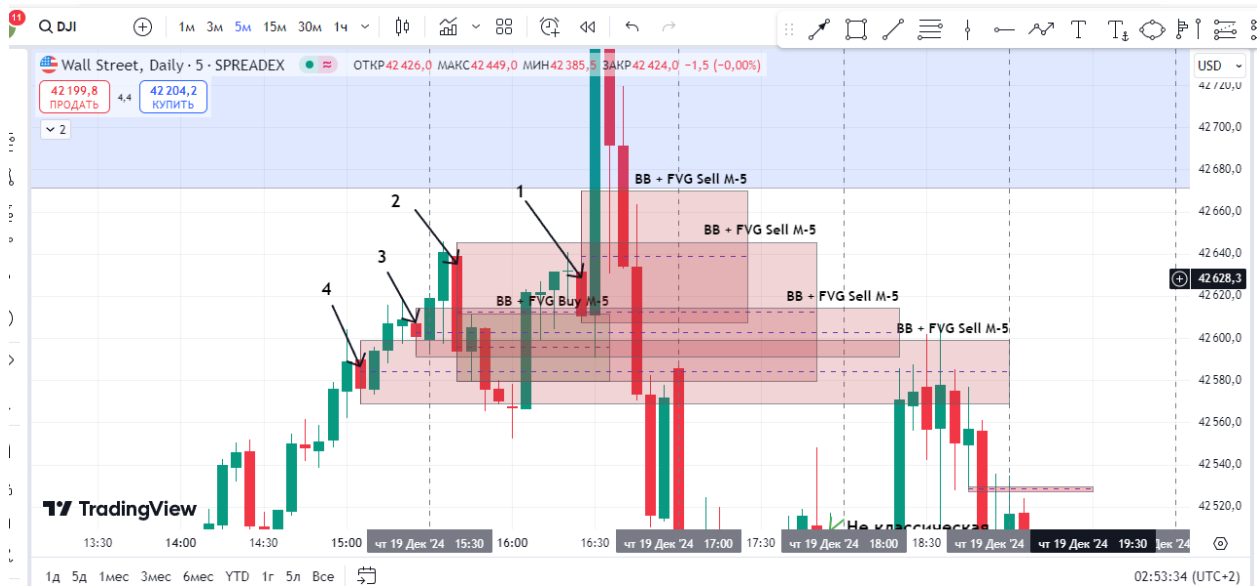 11
DJI
1м 3м 5м 15м 30м 1ч
Wall Street, Daily · 5 · SPREADEX
ОТКР42 426,0 МАКС42 449,0 МИН42 385,5 ЗАКР42 424,0 −1,5 (−0,00%)
USD
42 199,8
ПРОДАТЬ
4,4
42 204,2
КУПИТЬ
2
42 720,0
42 700,0
42 680,0
42 660,0
42 640,0
42 628,3
42 620,0
42 600,0
42 580,0
42 560,0
42 540,0
42 520,0
BB + FVG Sell M-5
1
2
BB + FVG Sell M-5
3
4
BB + FVG Buy M-5
BB + FVG Sell M-5
BB + FVG Sell M-5
TradingView
Не классическая
13:30 14:00 14:30 15:00 чт 19 Дек '24 15:30 16:00 16:30 чт 19 Дек '24 17:00 17:30 чт 19 Дек '24 18:00 18:30 чт 19 Дек '24 чт 19 Дек '24 19:30 Дек '24
1д 5д 1мес 3мес 6мес YTD 1г 5л Все
02:53:34 (UTC+2)